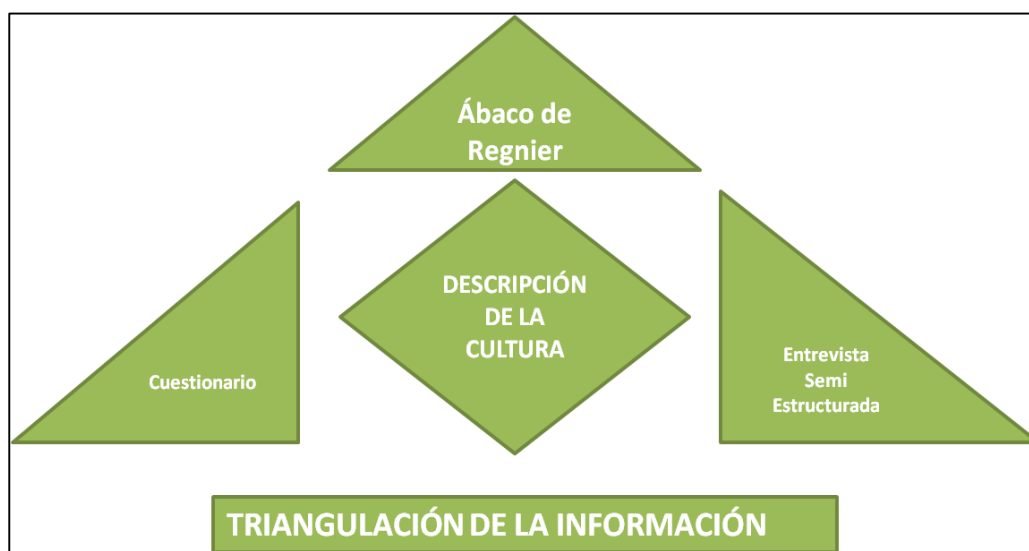 Ábaco de
Regnier
DESCRIPCIÓN
DE LA
CULTURA
Cuestionario
Entrevista
Semi
Estructurada
TRIANGULACIÓN DE LA INFORMACIÓN